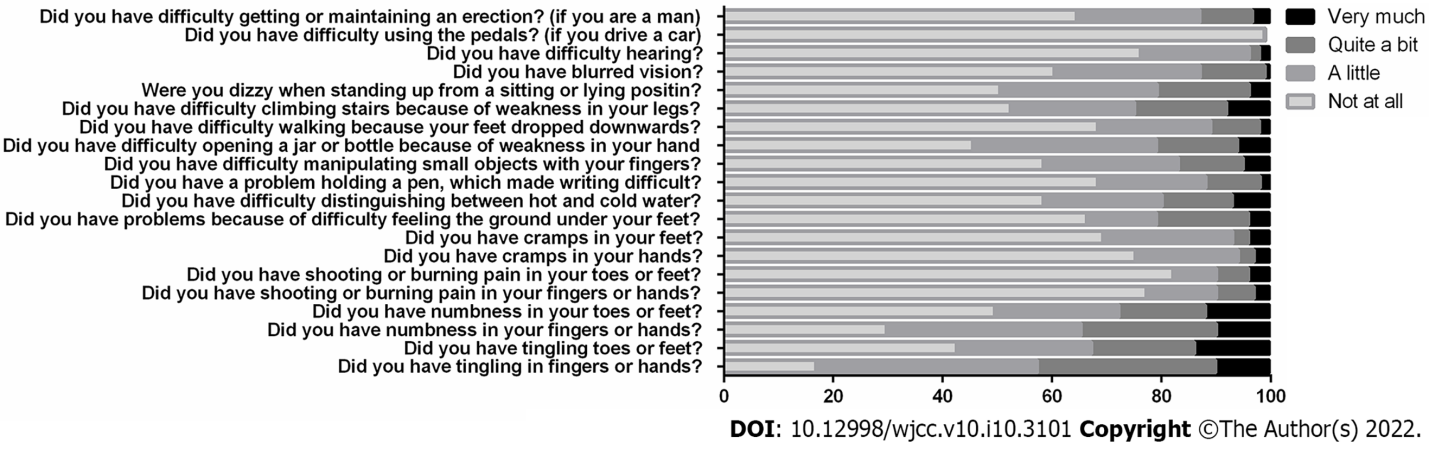 Did you have difficulty getting or maintaining an erection? (if you are a man)
Did you have difficulty using the pedals? (if you drive a car)
Did you have difficulty hearing?
Did you have blurred vision?
Were you dizzy when standing up from a sitting or lying positin?
Did you have difficulty climbing stairs because of weakness in your legs?
Did you have difficulty walking because your feet dropped downwards?
Did you have difficulty opening a jar or bottle because of weakness in your hand
Did you have difficulty manipulating small objects with your fingers?
Did you have a problem holding a pen, which made writing difficult?
Did you have difficulty distinguishing between hot and cold water?
Did you have problems because of difficulty feeling the ground under your feet?
Did you have cramps in your feet?
Did you have cramps in your hands?
Did you have shooting or burning pain in your toes or feet?
Did you have shooting or burning pain in your fingers or hands?
Did you have numbness in your toes or feet?
Did you have numbness in your fingers or hands?
Did you have tingling toes or feet?
Did you have tingling in fingers or hands?
0 20 40 60 80 100
Very much
Quite a bit
A little
Not at all
DOI: 10.12998/wjcc.v10.i10.3101 Copyright ©The Author(s) 2022.